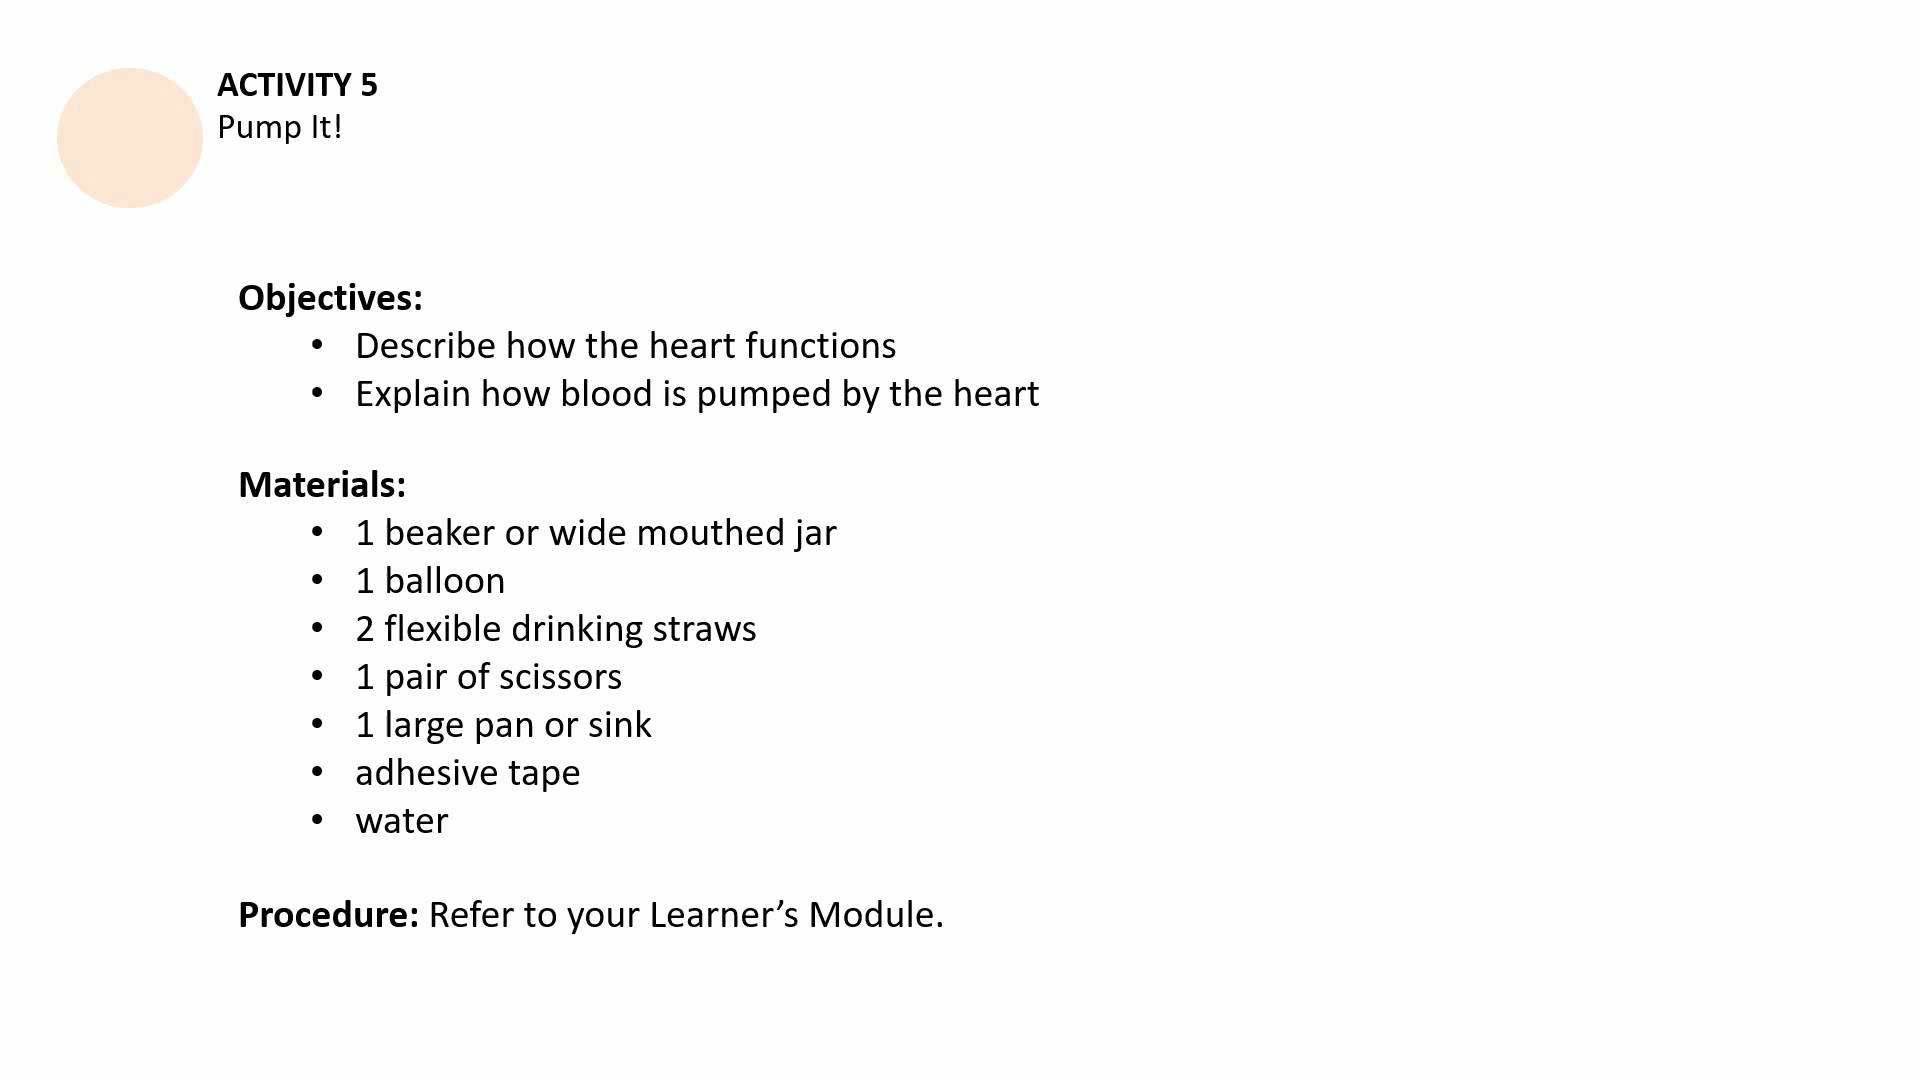 ACTIVITY 5
Pump It!
Objectives:
• Describe how the heart functions
• Explain how blood is pumped by the heart
Materials:
• 1 beaker or wide mouthed jar
• 1 balloon
• 2 flexible drinking straws
• 1 pair of scissors
• 1 large pan or sink
• adhesive tape
• water
Procedure: Refer to your Learner’s Module.